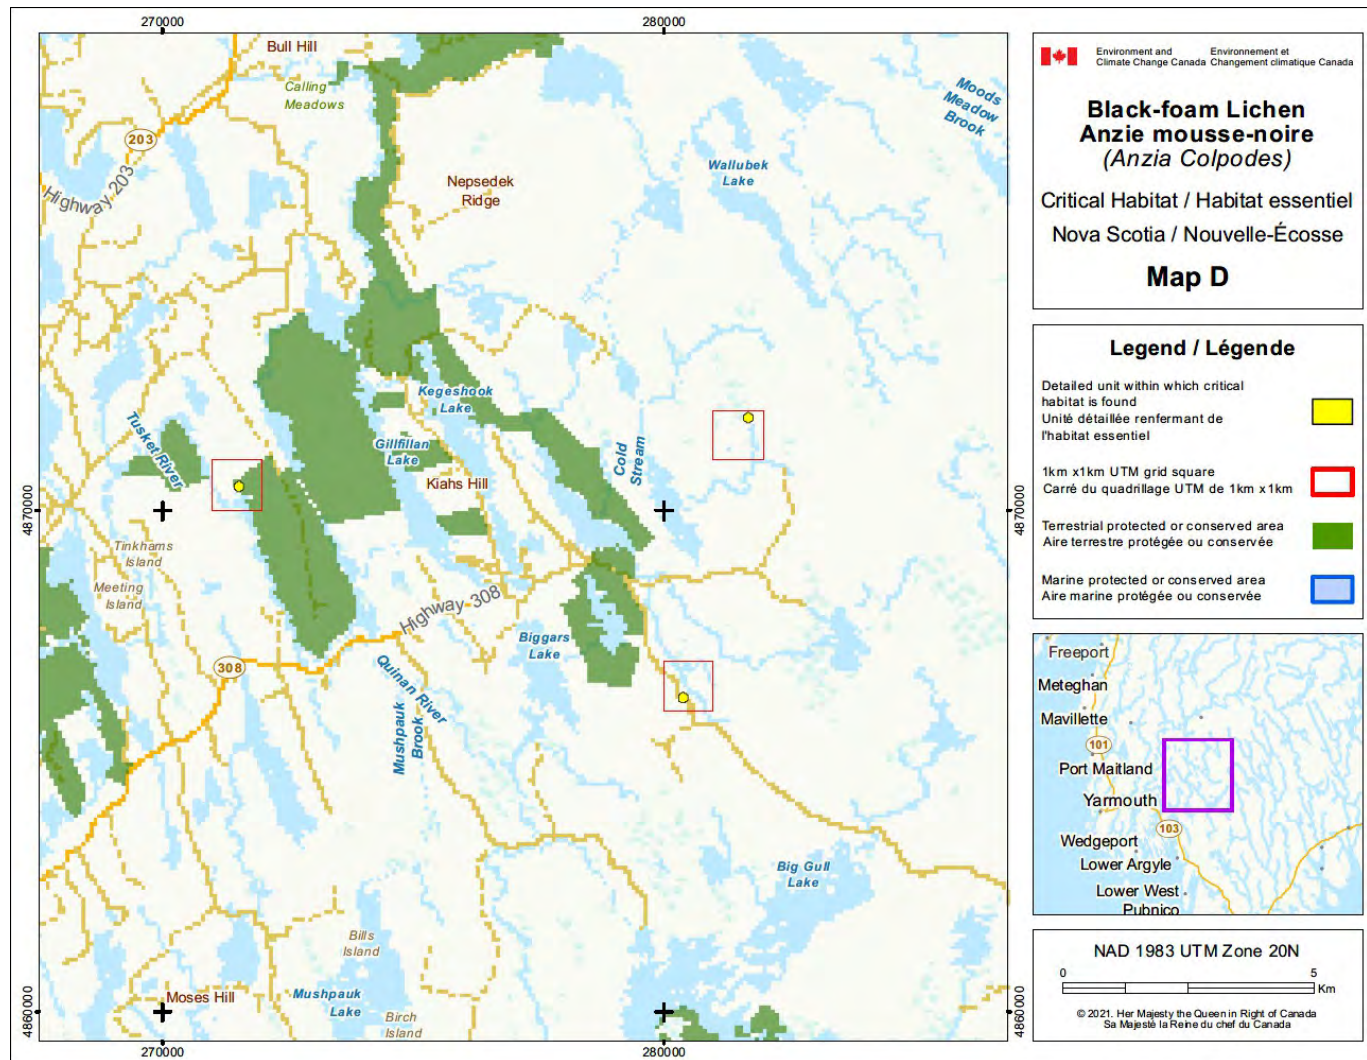 270000
280000
Bull Hill
Calling
Meadows
Moods
Meadow
Brook
203
Highway 203
Nepsedek
Ridge
Wallubek
Lake
Kegeshook
Lake
Tusket River
Gillfillan
Lake
Cold
Stream
Kiahs Hill
4870000
4870000
Tinkhams
Island
Meeting
Island
Highway 308
Biggars
Lake
308
Quinan River
Mushpauk
Brook
Big Gull
Lake
Bills
Island
Moses Hill
Mushpauk
Lake
Birch
Island
4860000
4860000
270000
280000
Environment and
Climate Change Canada
Environnement et
Changement climatique Canada
Black-foam Lichen
Anzie mousse-noire
(Anzia Colpodes)
Critical Habitat / Habitat essentiel
Nova Scotia / Nouvelle-Écosse
Map D
Legend / Légende
Detailed unit within which critical
habitat is found
Unité détaillée renfermant de
l'habitat essentiel
1km x1km UTM grid square
Carré du quadrillage UTM de 1km x1km
Terrestrial protected or conserved area
Aire terrestre protégée ou conservée
Marine protected or conserved area
Aire marine protégée ou conservée
Freeport
Meteghan
Mavillette
101
Port Maitland
Yarmouth
103
Wedgeport
Lower Argyle
Lower West
Pubnico
NAD 1983 UTM Zone 20N
0
5
Km
© 2021. Her Majesty the Queen in Right of Canada
Sa Majesté la Reine du chef du Canada